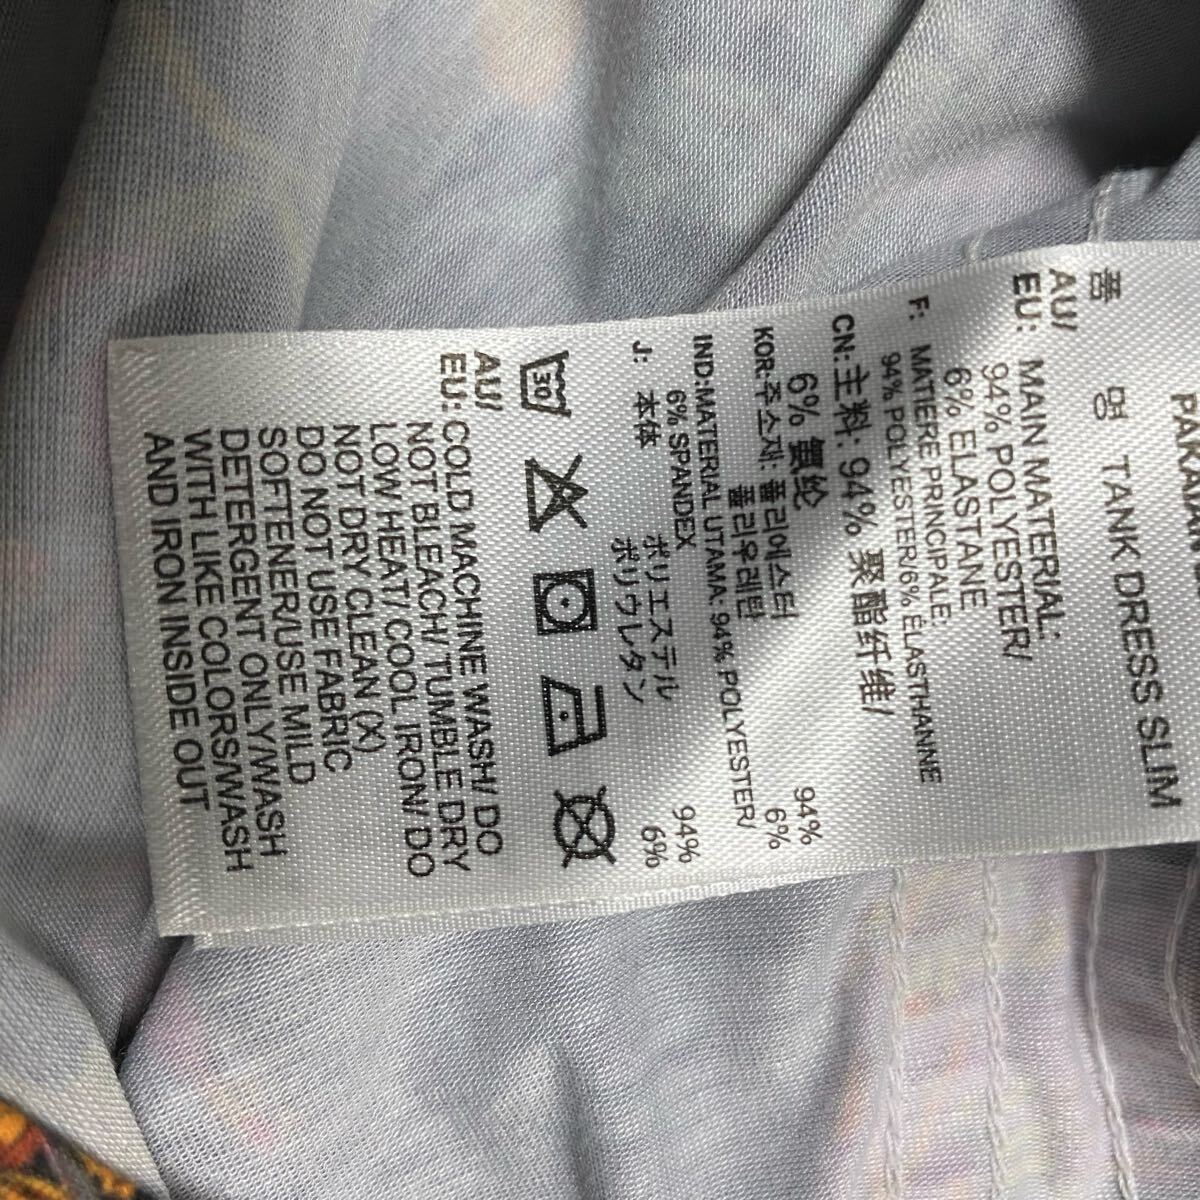 품 명 TANK DRESS SLIM
AU/
EU: MAIN MATERIAL:
94% POLYESTER/
6% ELASTANE
F: MATIERE PRINCIPALE:
94% POLYESTER/6% ÉLASTHANNE
CN:主料: 94% 聚酯纤维/
6% 氨纶
KOR:주소재: 폴리에스터 94%
폴리우레탄 6%
IND:MATERIAL UTAMA: 94% POLYESTER/
6% SPANDEX
J: 本体 ポリエステル 94%
ポリウレタン 6%
30
AU/
EU: COLD MACHINE WASH/ DO
NOT BLEACH/ TUMBLE DRY
LOW HEAT/ COOL IRON/ DO
NOT DRY CLEAN (X)
DO NOT USE FABRIC
SOFTENER/USE MILD
DETERGENT ONLY/WASH
WITH LIKE COLORS/WASH
AND IRON INSIDE OUT